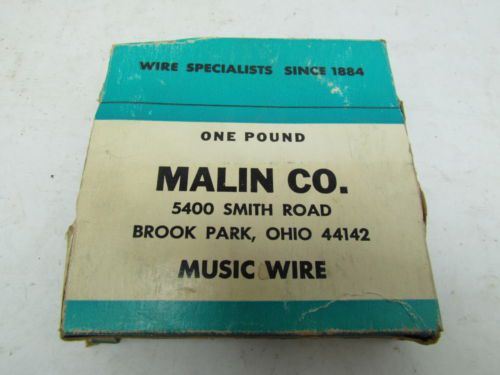 WIRE SPECIALISTS SINCE 1884
ONE POUND
MALIN CO.
5400 SMITH ROAD
BROOK PARK, OHIO 44142
MUSIC WIRE